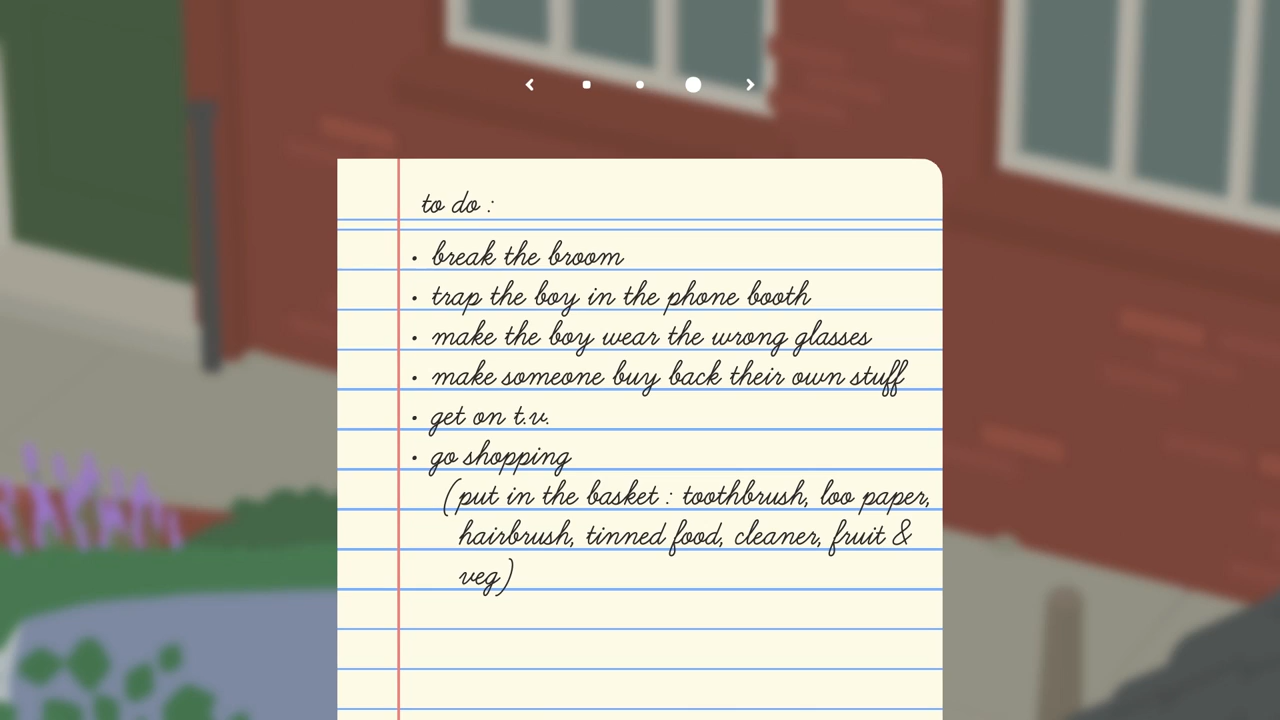 to do :
• break the broom
• trap the boy in the phone booth
• make the boy wear the wrong glasses
• make someone buy back their own stuff
• get on t.v.
• go shopping
(put in the basket : toothbrush, loo paper,
hairbrush, tinned food, cleaner, fruit &
veg)